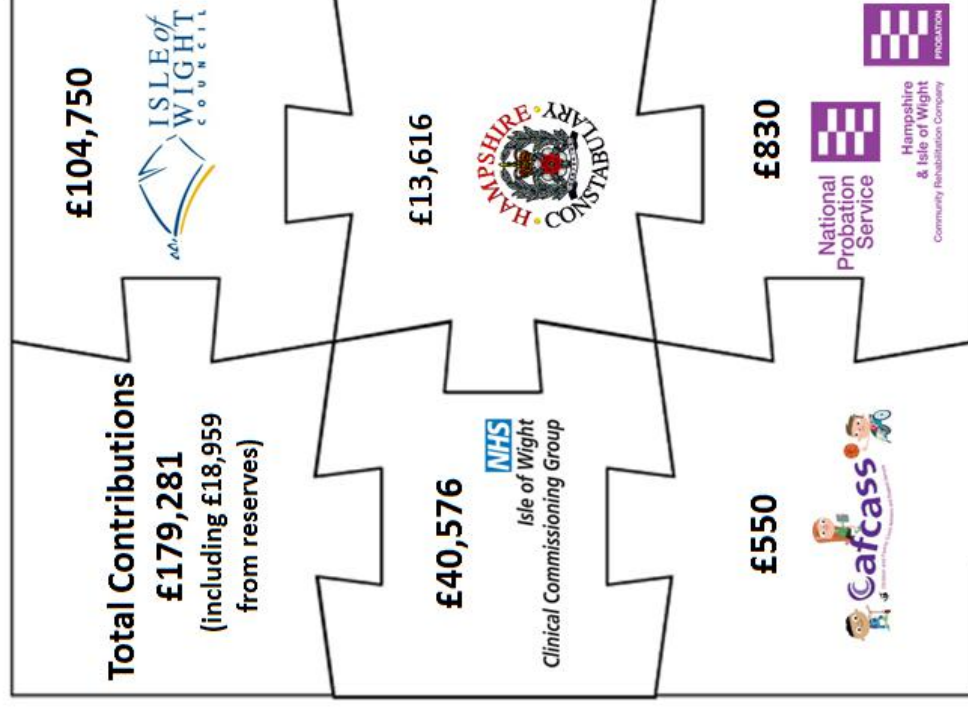 Total Contributions
£179,281
(including £18,959
from reserves)
£104,750
ISLE of
WIGHT
COUNCIL
£40,576
NHS
Isle of Wight
Clinical Commissioning Group
£13,616
HAMPSHIRE
CONSTABULARY
£550
Cafcass
£830
National
Probation
Service
PROBATION
Hampshire
& Isle of Wight
Community Rehabilitation Company